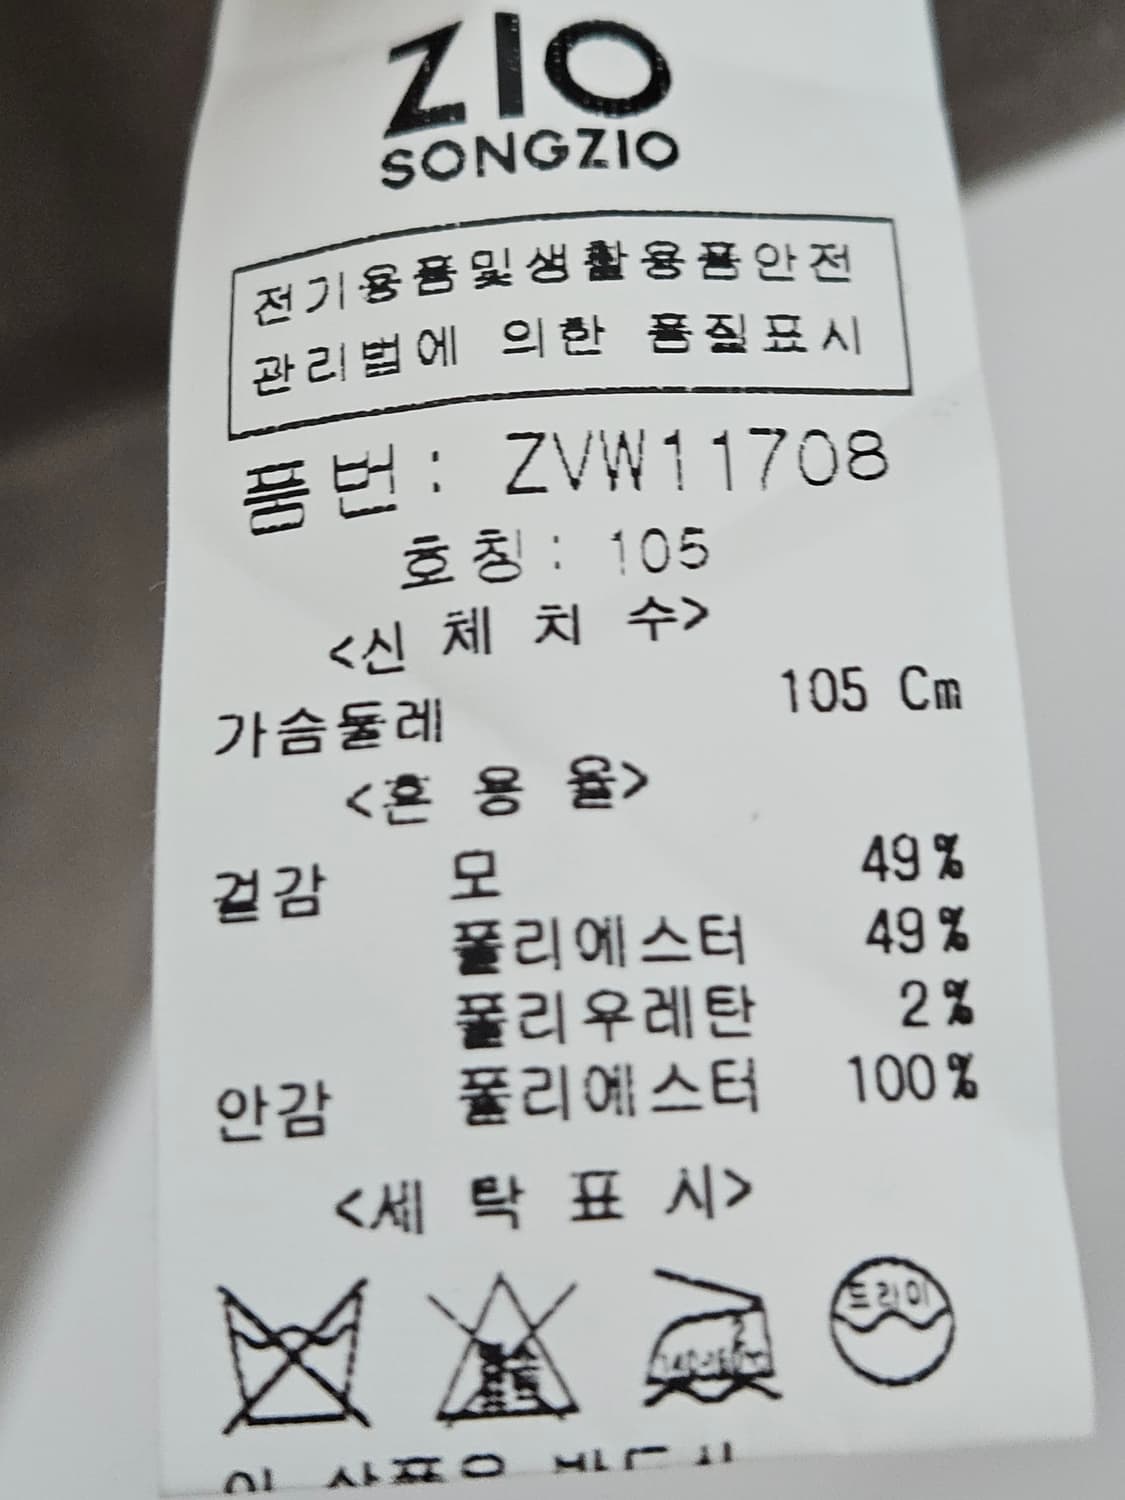 ZIO
SONGZIO
전기용품및생활용품안전
관리법에 의한 품질표시
품번: ZVW11708
호칭: 105
<신 체 치 수>
가슴둘레 105 Cm
<혼 용 율>
겉감 모 49%
폴리에스터 49%
폴리우레탄 2%
안감 폴리에스터 100%
<세 탁 표 시>
드라이